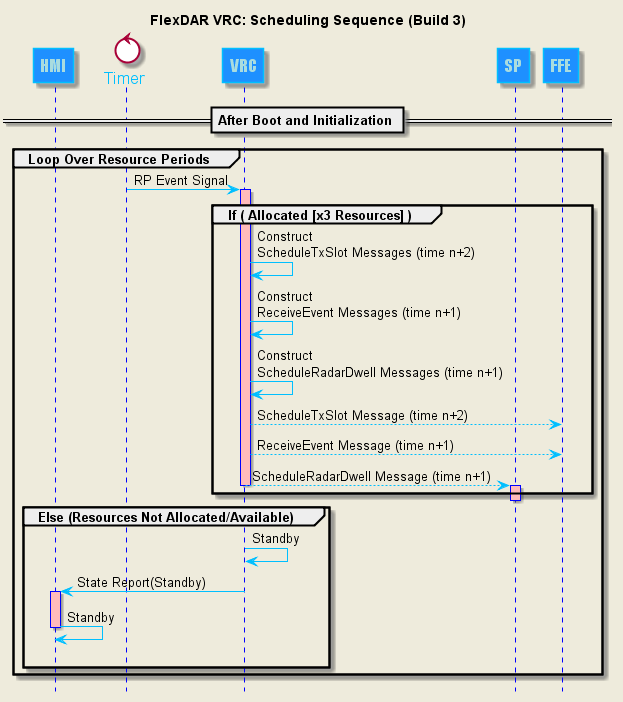 FlexDAR VRC: Scheduling Sequence (Build 3)
HMI
Timer
VRC
SP
FFE
After Boot and Initialization
Loop Over Resource Periods
RP Event Signal
If ( Allocated [x3 Resources] )
Construct
ScheduleTxSlot Messages (time n+2)
Construct
ReceiveEvent Messages (time n+1)
Construct
ScheduleRadarDwell Messages (time n+1)
ScheduleTxSlot Message (time n+2)
ReceiveEvent Message (time n+1)
ScheduleRadarDwell Message (time n+1)
Else (Resources Not Allocated/Available)
Standby
State Report(Standby)
Standby